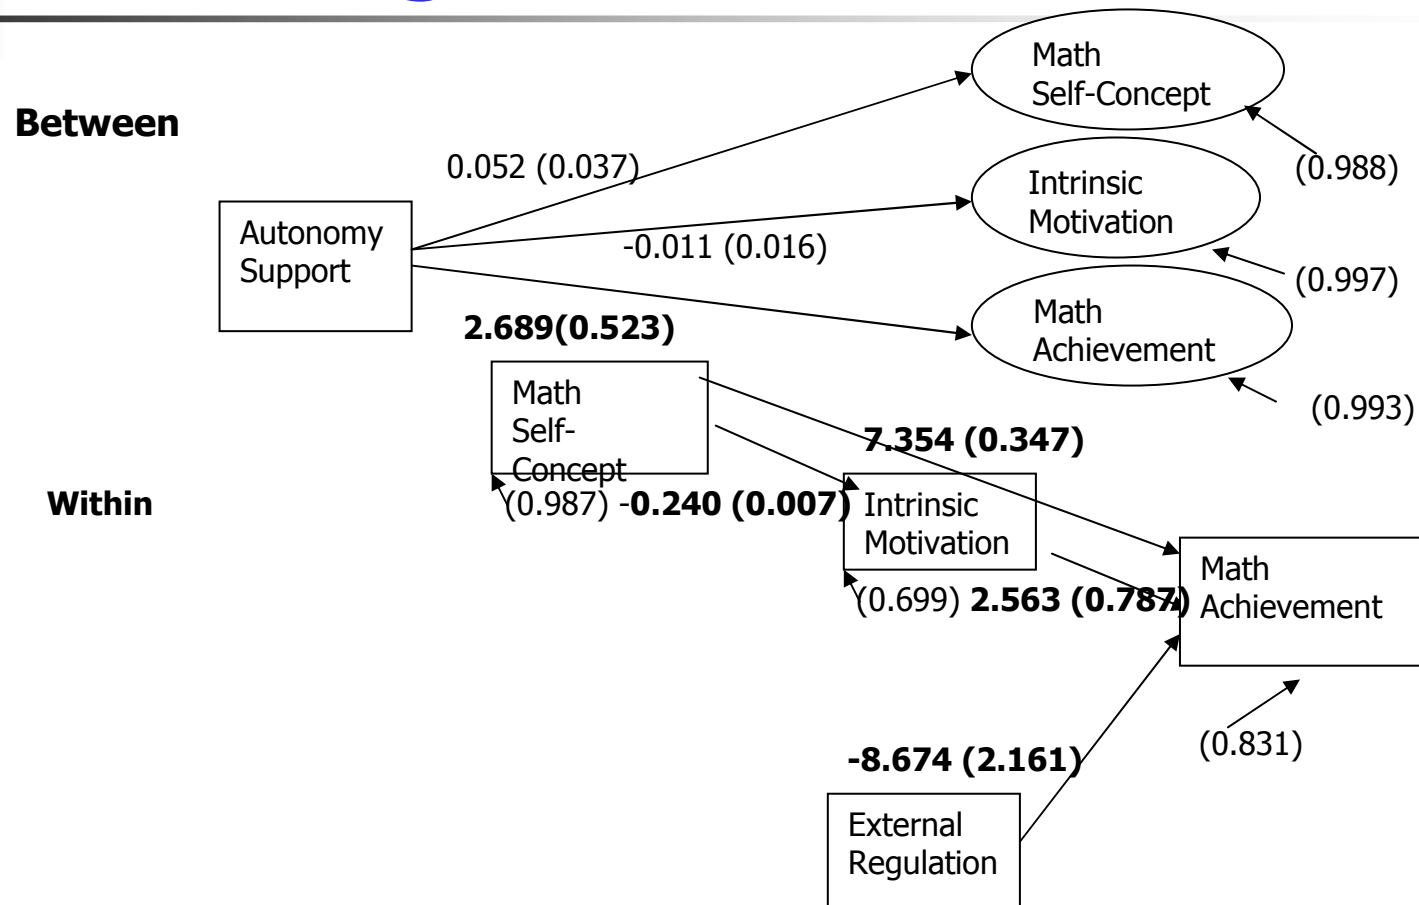 Math
Self-Concept
Between
0.052 (0.037)
(0.988)
Intrinsic
Motivation
Autonomy
Support
-0.011 (0.016)
(0.997)
Math
Achievement
2.689(0.523)
Math
Self-
Concept
(0.993)
7.354 (0.347)
Within
(0.987) -0.240 (0.007)
Intrinsic
Motivation
Math
Achievement
(0.699) 2.563 (0.787)
(0.831)
-8.674 (2.161)
External
Regulation